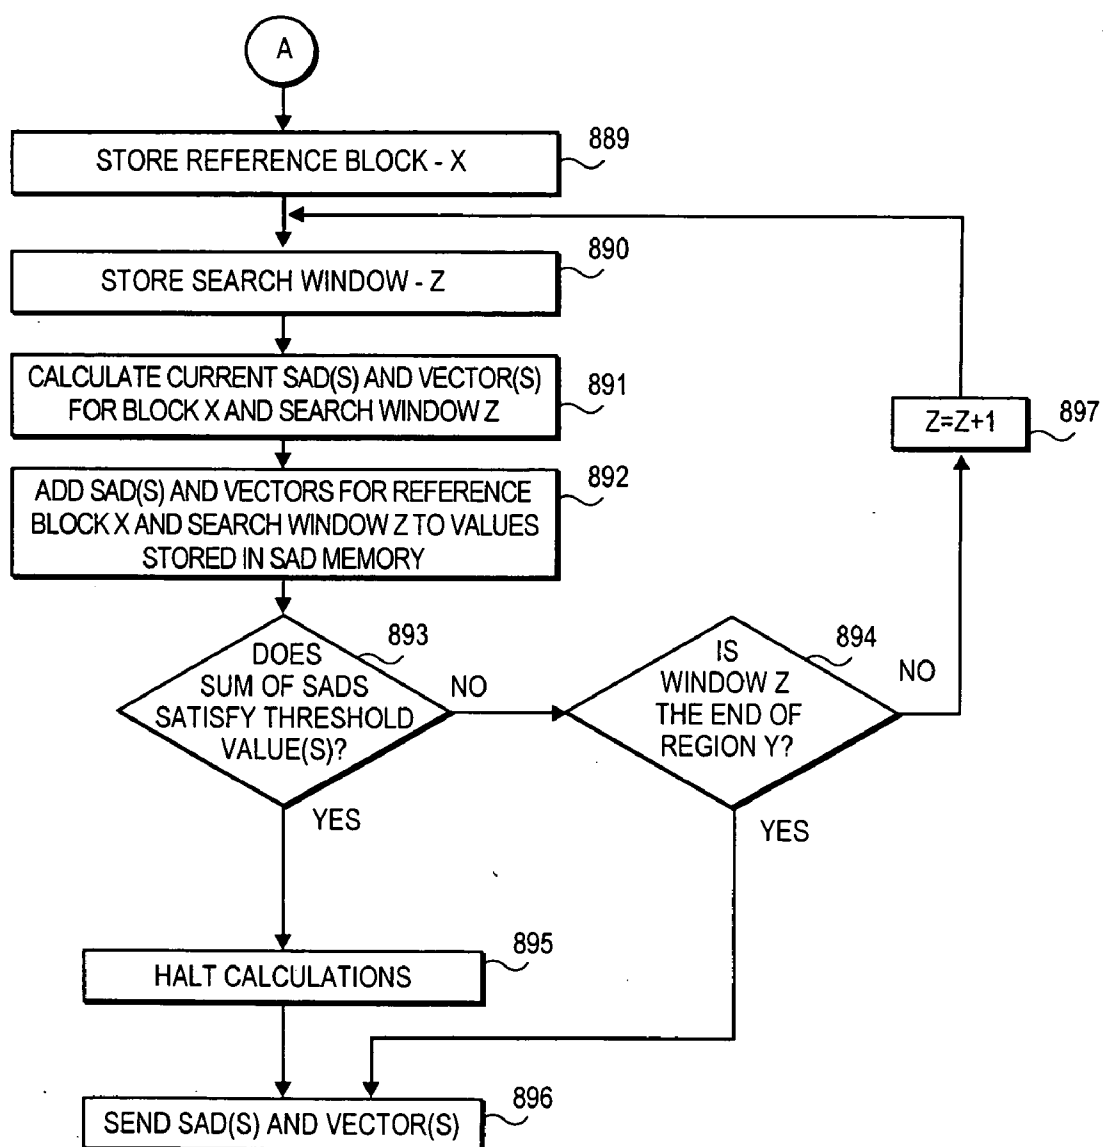 A
STORE REFERENCE BLOCK - X
889
STORE SEARCH WINDOW - Z
890
CALCULATE CURRENT SAD(S) AND VECTOR(S)
FOR BLOCK X AND SEARCH WINDOW Z
891
Z=Z+1
897
ADD SAD(S) AND VECTORS FOR REFERENCE
BLOCK X AND SEARCH WINDOW Z TO VALUES
STORED IN SAD MEMORY
892
DOES
SUM OF SADS
SATISFY THRESHOLD
VALUE(S)?
893
NO
YES
IS
WINDOW Z
THE END OF
REGION Y?
894
NO
YES
HALT CALCULATIONS
895
SEND SAD(S) AND VECTOR(S)
896